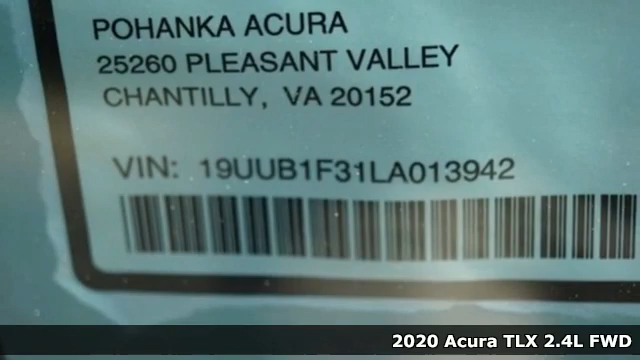 POHANKA ACURA
25260 PLEASANT VALLEY
CHANTILLY, VA 20152
VIN: 19UUB1F31LA013942
2020 Acura TLX 2.4L FWD